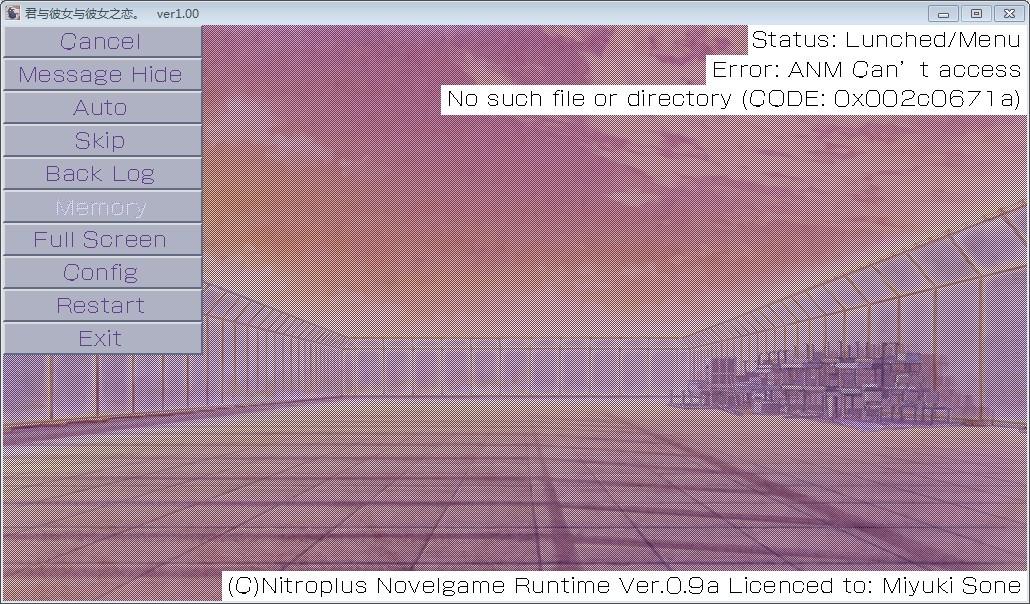 君与彼女与彼女之恋。 ver1.00
Cancel
Message Hide
Auto
Skip
Back Log
Memory
Full Screen
Config
Restart
Exit
Status: Lunched/Menu
Error: ANM Can't access
No such file or directory (CODE: 0x002c0671a)
(C)Nitroplus Novelgame Runtime Ver.0.9a Licenced to: Miyuki Sone